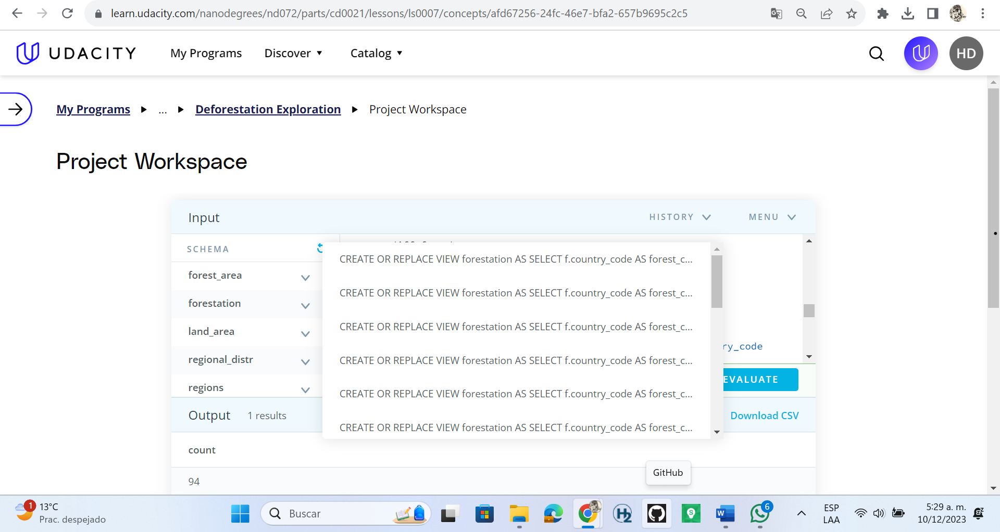 learn.udacity.com/nanodegrees/nd072/parts/cd0021/lessons/ls0007/concepts/afd67256-24fc-46e7-bfa2-657b9695c2c5
UDACITY My Programs Discover ▼ Catalog ▼ HD
My Programs ▶ ... ▶ Deforestation Exploration ▶ Project Workspace
Project Workspace
Input HISTORY MENU
SCHEMA
forest_area
forestation
land_area
regional_distr
regions
CREATE OR REPLACE VIEW forestation AS SELECT f.country_code AS forest_c...
CREATE OR REPLACE VIEW forestation AS SELECT f.country_code AS forest_c...
CREATE OR REPLACE VIEW forestation AS SELECT f.country_code AS forest_c...
CREATE OR REPLACE VIEW forestation AS SELECT f.country_code AS forest_c...
CREATE OR REPLACE VIEW forestation AS SELECT f.country_code AS forest_c...
CREATE OR REPLACE VIEW forestation AS SELECT f.country_code AS forest_c...
ry_code
EVALUATE
Output 1 results Download CSV
count
94
GitHub
1 13°C
Prac. despejado
Buscar
6
ESP
LAA
5:29 a. m.
10/12/2023